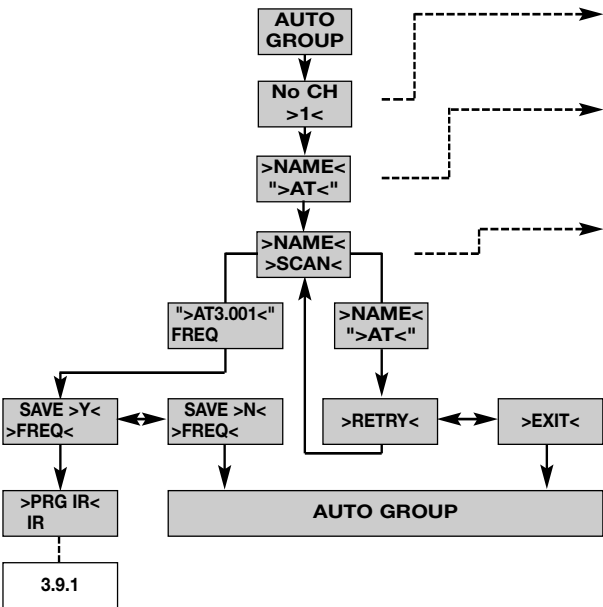 AUTO
GROUP
No CH
>1<
>NAME<
">AT<"
>NAME<
>SCAN<
">AT3.001<"
FREQ
>NAME<
">AT<"
SAVE >Y<
>FREQ<
SAVE >N<
>FREQ<
>RETRY<
>EXIT<
>PRG IR<
IR
AUTO GROUP
3.9.1